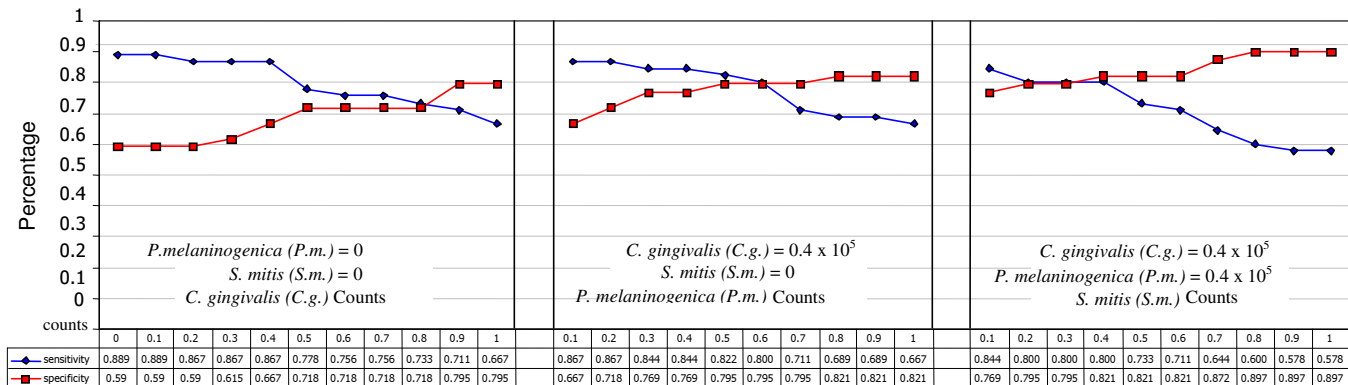 1
0.9
0.8
0.7
0.6
0.5
0.4
0.3
0.2
0.1
0
Percentage
P.melaninogenica (P.m.) = 0
S. mitis (S.m.) = 0
C. gingivalis (C.g.) Counts
C. gingivalis (C.g.) = 0.4 x 10⁵
S. mitis (S.m.) = 0
P. melaninogenica (P.m.) Counts
C. gingivalis (C.g.) = 0.4 x 10⁵
P. melaninogenica (P.m.) = 0.4 x 10⁵
S. mitis (S.m.) Counts
counts 0 0.1 0.2 0.3 0.4 0.5 0.6 0.7 0.8 0.9 1 0.1 0.2 0.3 0.4 0.5 0.6 0.7 0.8 0.9 1 0.1 0.2 0.3 0.4 0.5 0.6 0.7 0.8 0.9 1
sensitivity 0.889 0.889 0.867 0.867 0.867 0.778 0.756 0.756 0.733 0.711 0.667 0.867 0.867 0.844 0.844 0.822 0.800 0.711 0.689 0.689 0.667 0.844 0.800 0.800 0.800 0.733 0.711 0.644 0.600 0.578 0.578
specificity 0.59 0.59 0.59 0.615 0.667 0.718 0.718 0.718 0.718 0.795 0.795 0.667 0.718 0.769 0.769 0.795 0.795 0.795 0.821 0.821 0.821 0.769 0.795 0.795 0.821 0.821 0.821 0.872 0.897 0.897 0.897